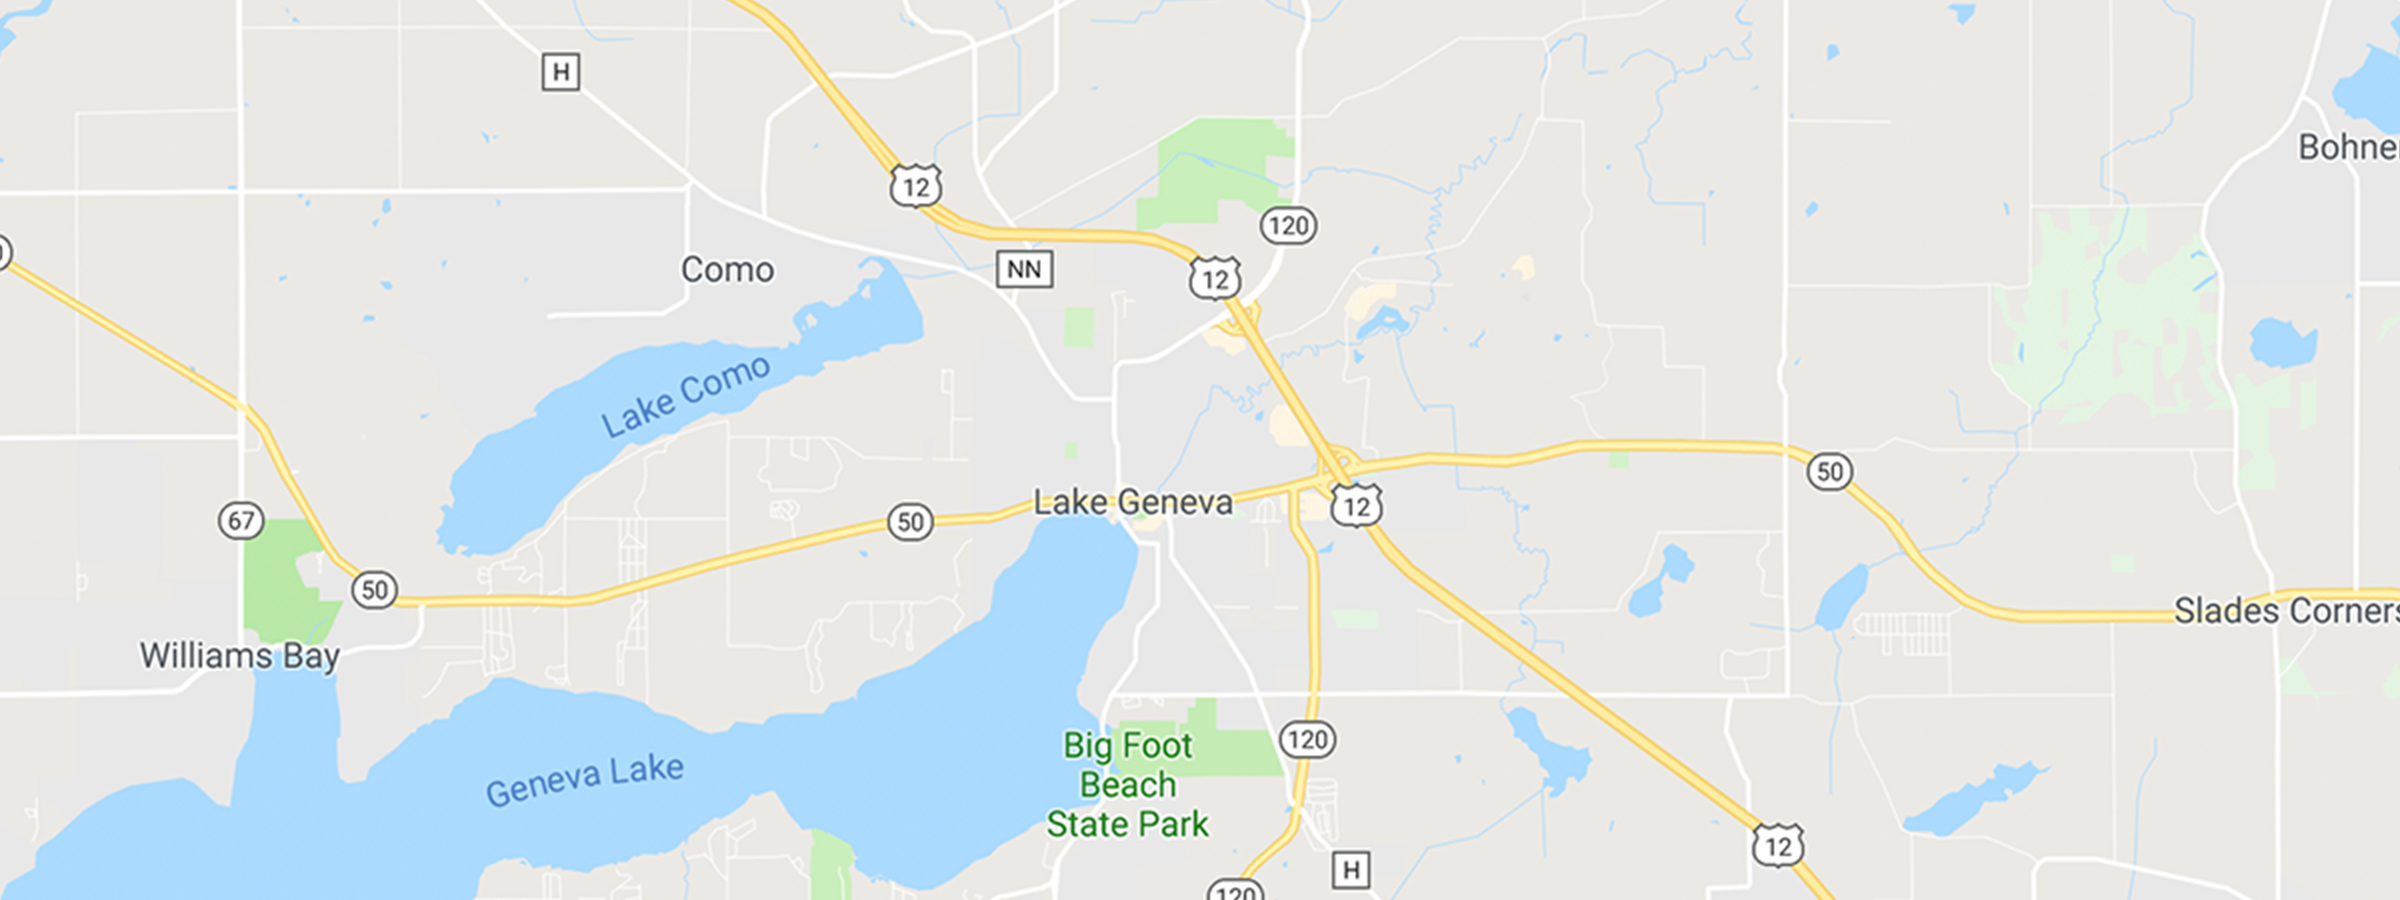 H
Bohner
12
120
NN
Como
12
Lake Como
50
Lake Geneva
12
67
50
50
Slades Corners
Williams Bay
Geneva Lake
Big Foot
Beach
State Park
120
12
H
120